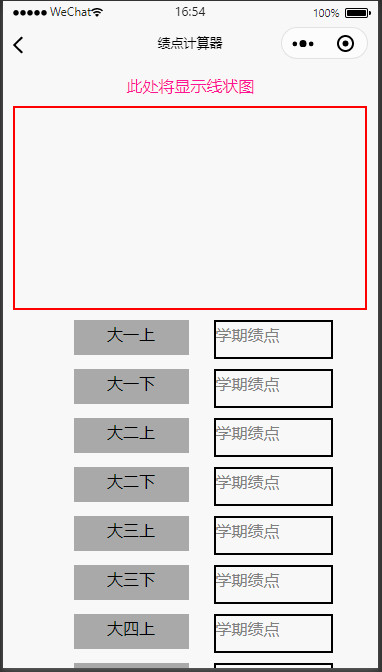 WeChat 16:54 100%
绩点计算器
此处将显示线状图
大一上 学期绩点
大一下 学期绩点
大二上 学期绩点
大二下 学期绩点
大三上 学期绩点
大三下 学期绩点
大四上 学期绩点